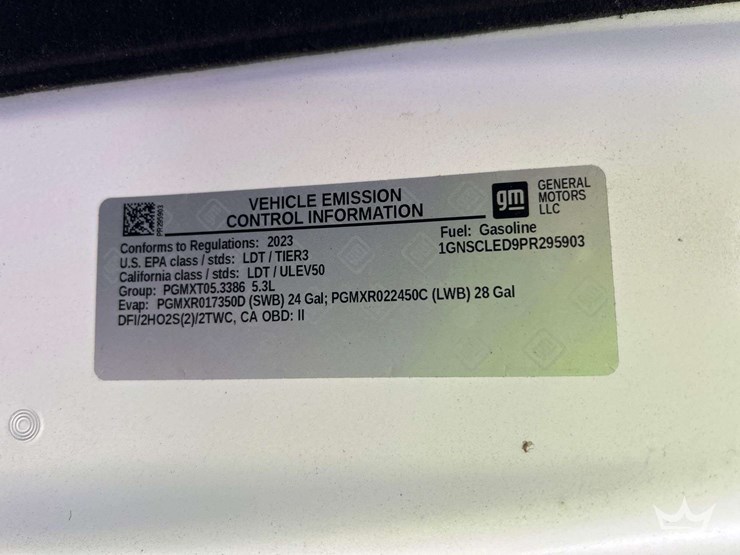 VEHICLE EMISSION
CONTROL INFORMATION
gm
GENERAL
MOTORS
LLC
PR295903
Conforms to Regulations: 2023
Fuel: Gasoline
U.S. EPA class / stds: LDT / TIER3
1GNSCLED9PR295903
California class / stds: LDT / ULEV50
Group: PGMXT05.3386 5.3L
Evap: PGMXR017350D (SWB) 24 Gal; PGMXR022450C (LWB) 28 Gal
DFI/2HO2S(2)/2TWC, CA OBD: II